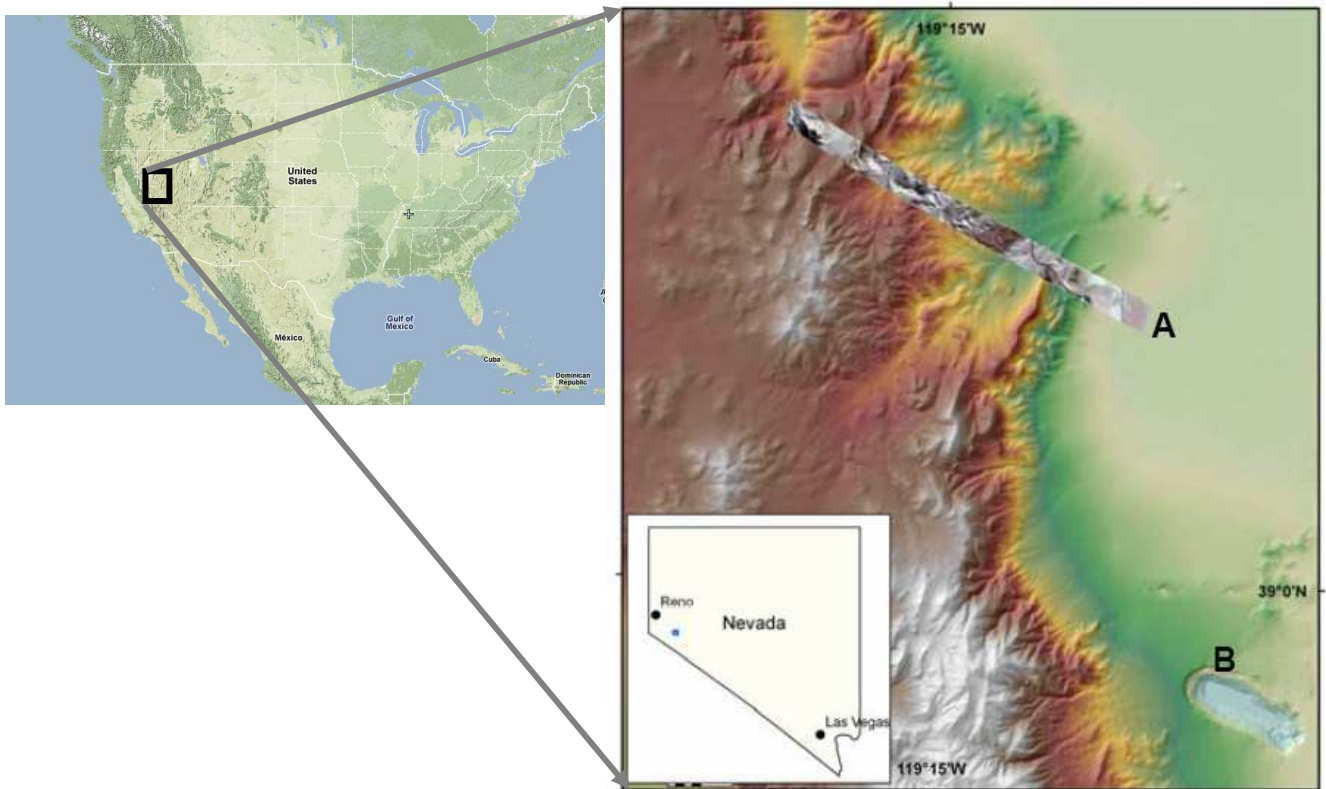 United
States
Gulf of
Mexico
México
Cuba
Dominican
Republic
119°15'W
A
39°0'N
B
Reno
Nevada
Las Vegas
119°15'W